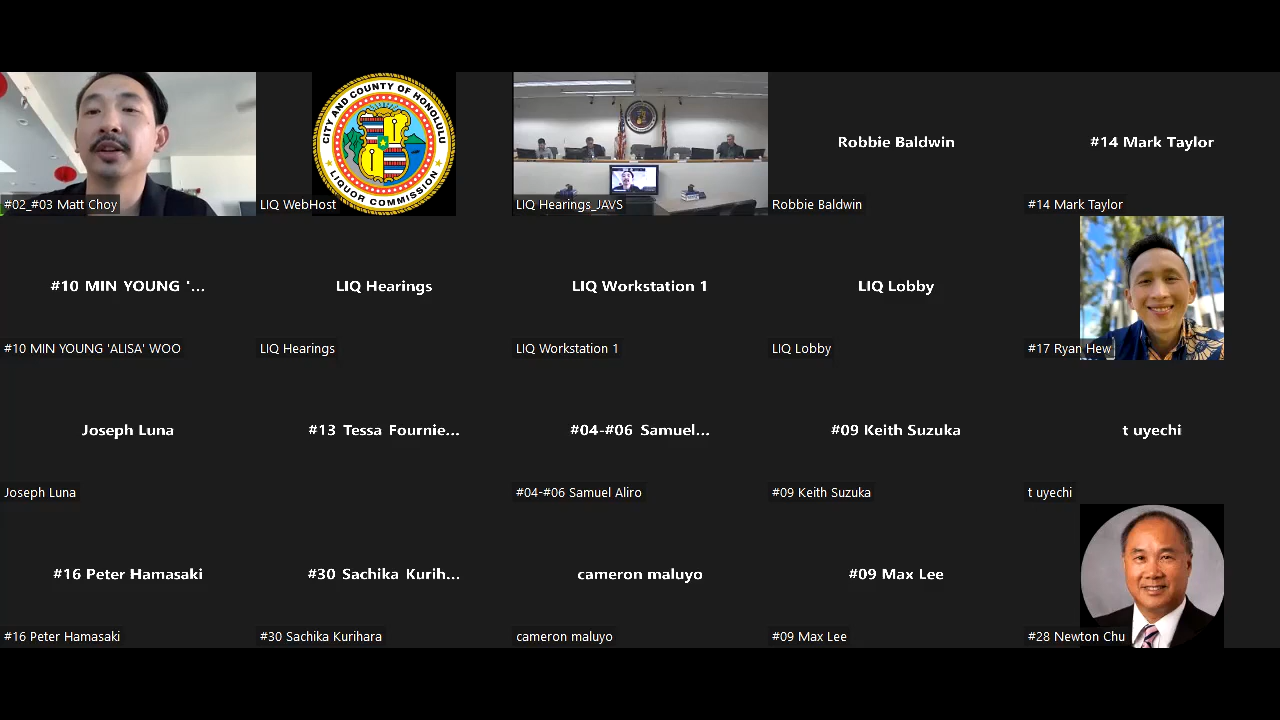 #02_#03 Matt Choy
CITY AND COUNTY OF HONOLULU
LIQUOR COMMISSION
LIQ WebHost
LIQ Hearings_JAVS
Robbie Baldwin
Robbie Baldwin
#14 Mark Taylor
#14 Mark Taylor
#10 MIN YOUNG '...
#10 MIN YOUNG 'ALISA' WOO
LIQ Hearings
LIQ Hearings
LIQ Workstation 1
LIQ Workstation 1
LIQ Lobby
LIQ Lobby
#17 Ryan Hew
Joseph Luna
Joseph Luna
#13 Tessa Fournie...
#04-#06 Samuel...
#04-#06 Samuel Aliro
#09 Keith Suzuka
#09 Keith Suzuka
t uyechi
t uyechi
#16 Peter Hamasaki
#16 Peter Hamasaki
#30 Sachika Kurih...
#30 Sachika Kurihara
cameron maluyo
cameron maluyo
#09 Max Lee
#09 Max Lee
#28 Newton Chu